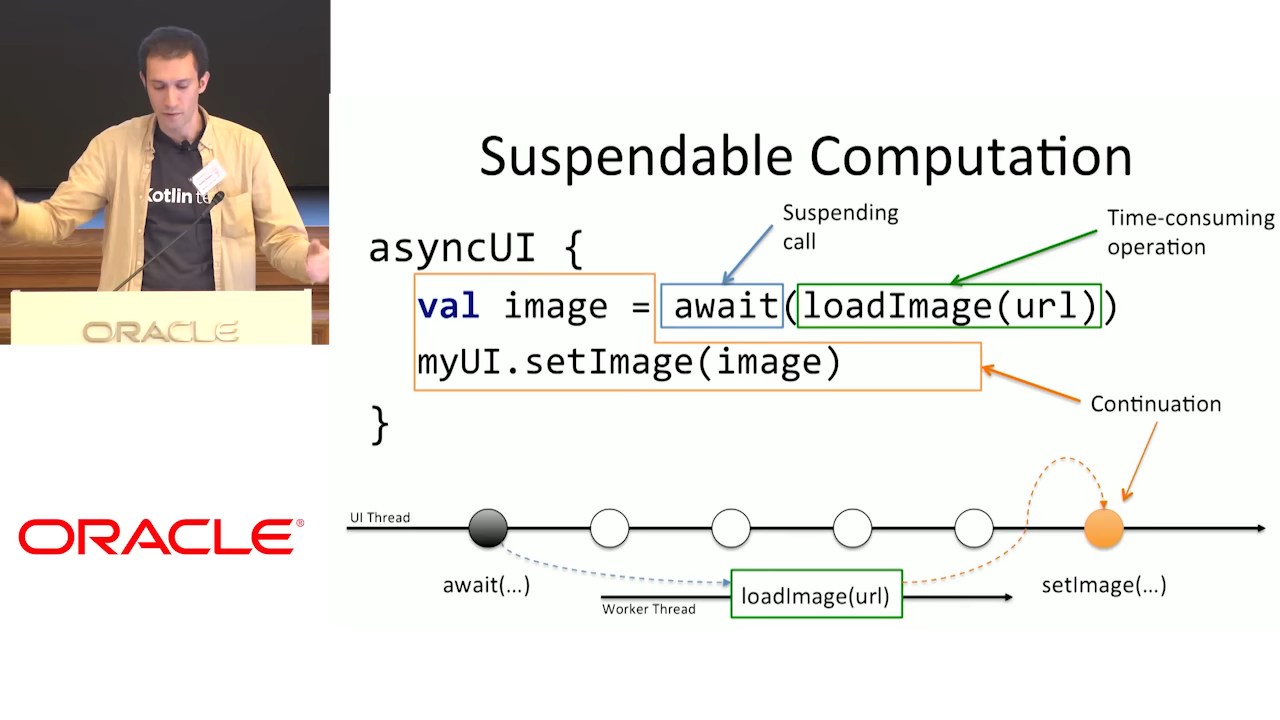 Kotlin te
ORACLE
ORACLE®
Suspendable Computation
Suspending
call
Time-consuming
operation
asyncUI {
val image = await(loadImage(url))
myUI.setImage(image)
}
Continuation
UI Thread
await(...)
loadImage(url)
Worker Thread
setImage(...)